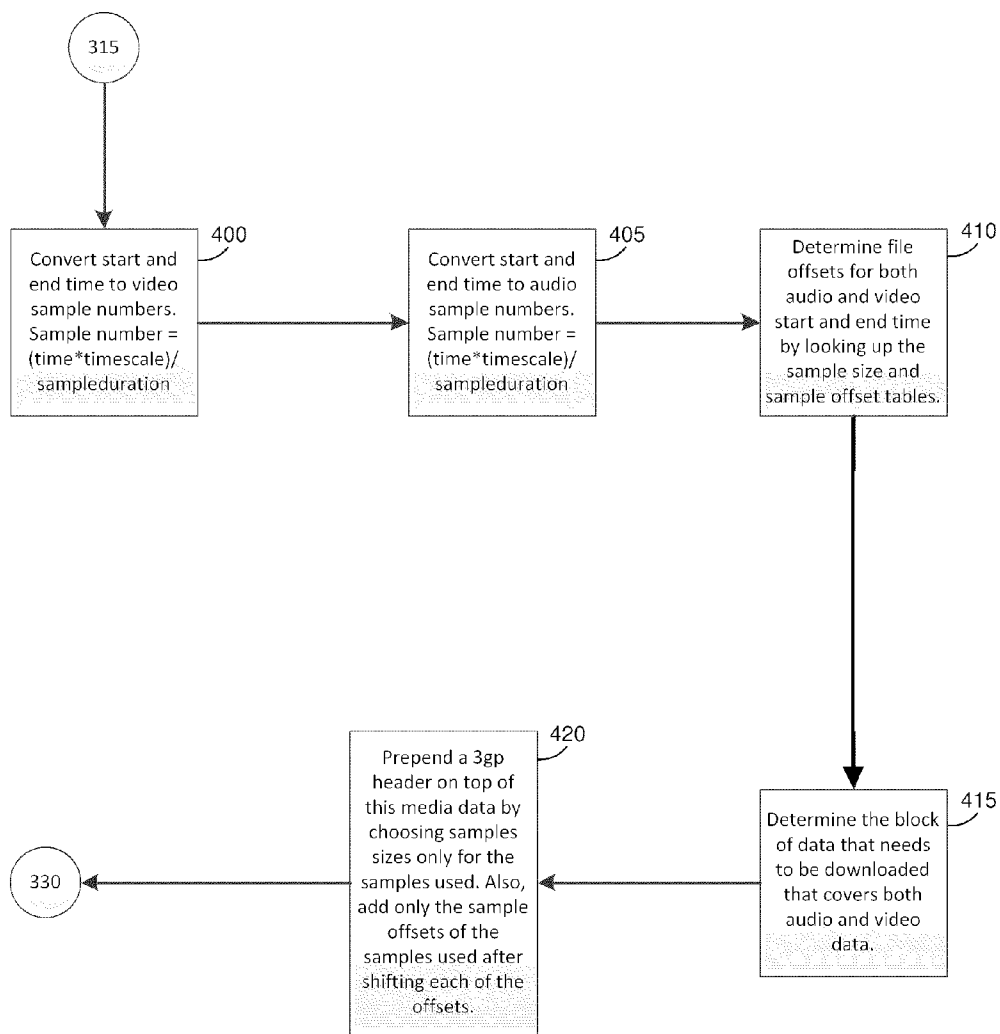 315
400
Convert start and
end time to video
sample numbers.
Sample number =
(time*timescale)/
sampleduration
405
Convert start and
end time to audio
sample numbers.
Sample number =
(time*timescale)/
sampleduration
410
Determine file
offsets for both
audio and video
start and end time
by looking up the
sample size and
sample offset tables.
415
Determine the block
of data that needs
to be downloaded
that covers both
audio and video
data.
420
Prepend a 3gp
header on top of
this media data by
choosing samples
sizes only for the
samples used. Also,
add only the sample
offsets of the
samples used after
shifting each of the
offsets.
330